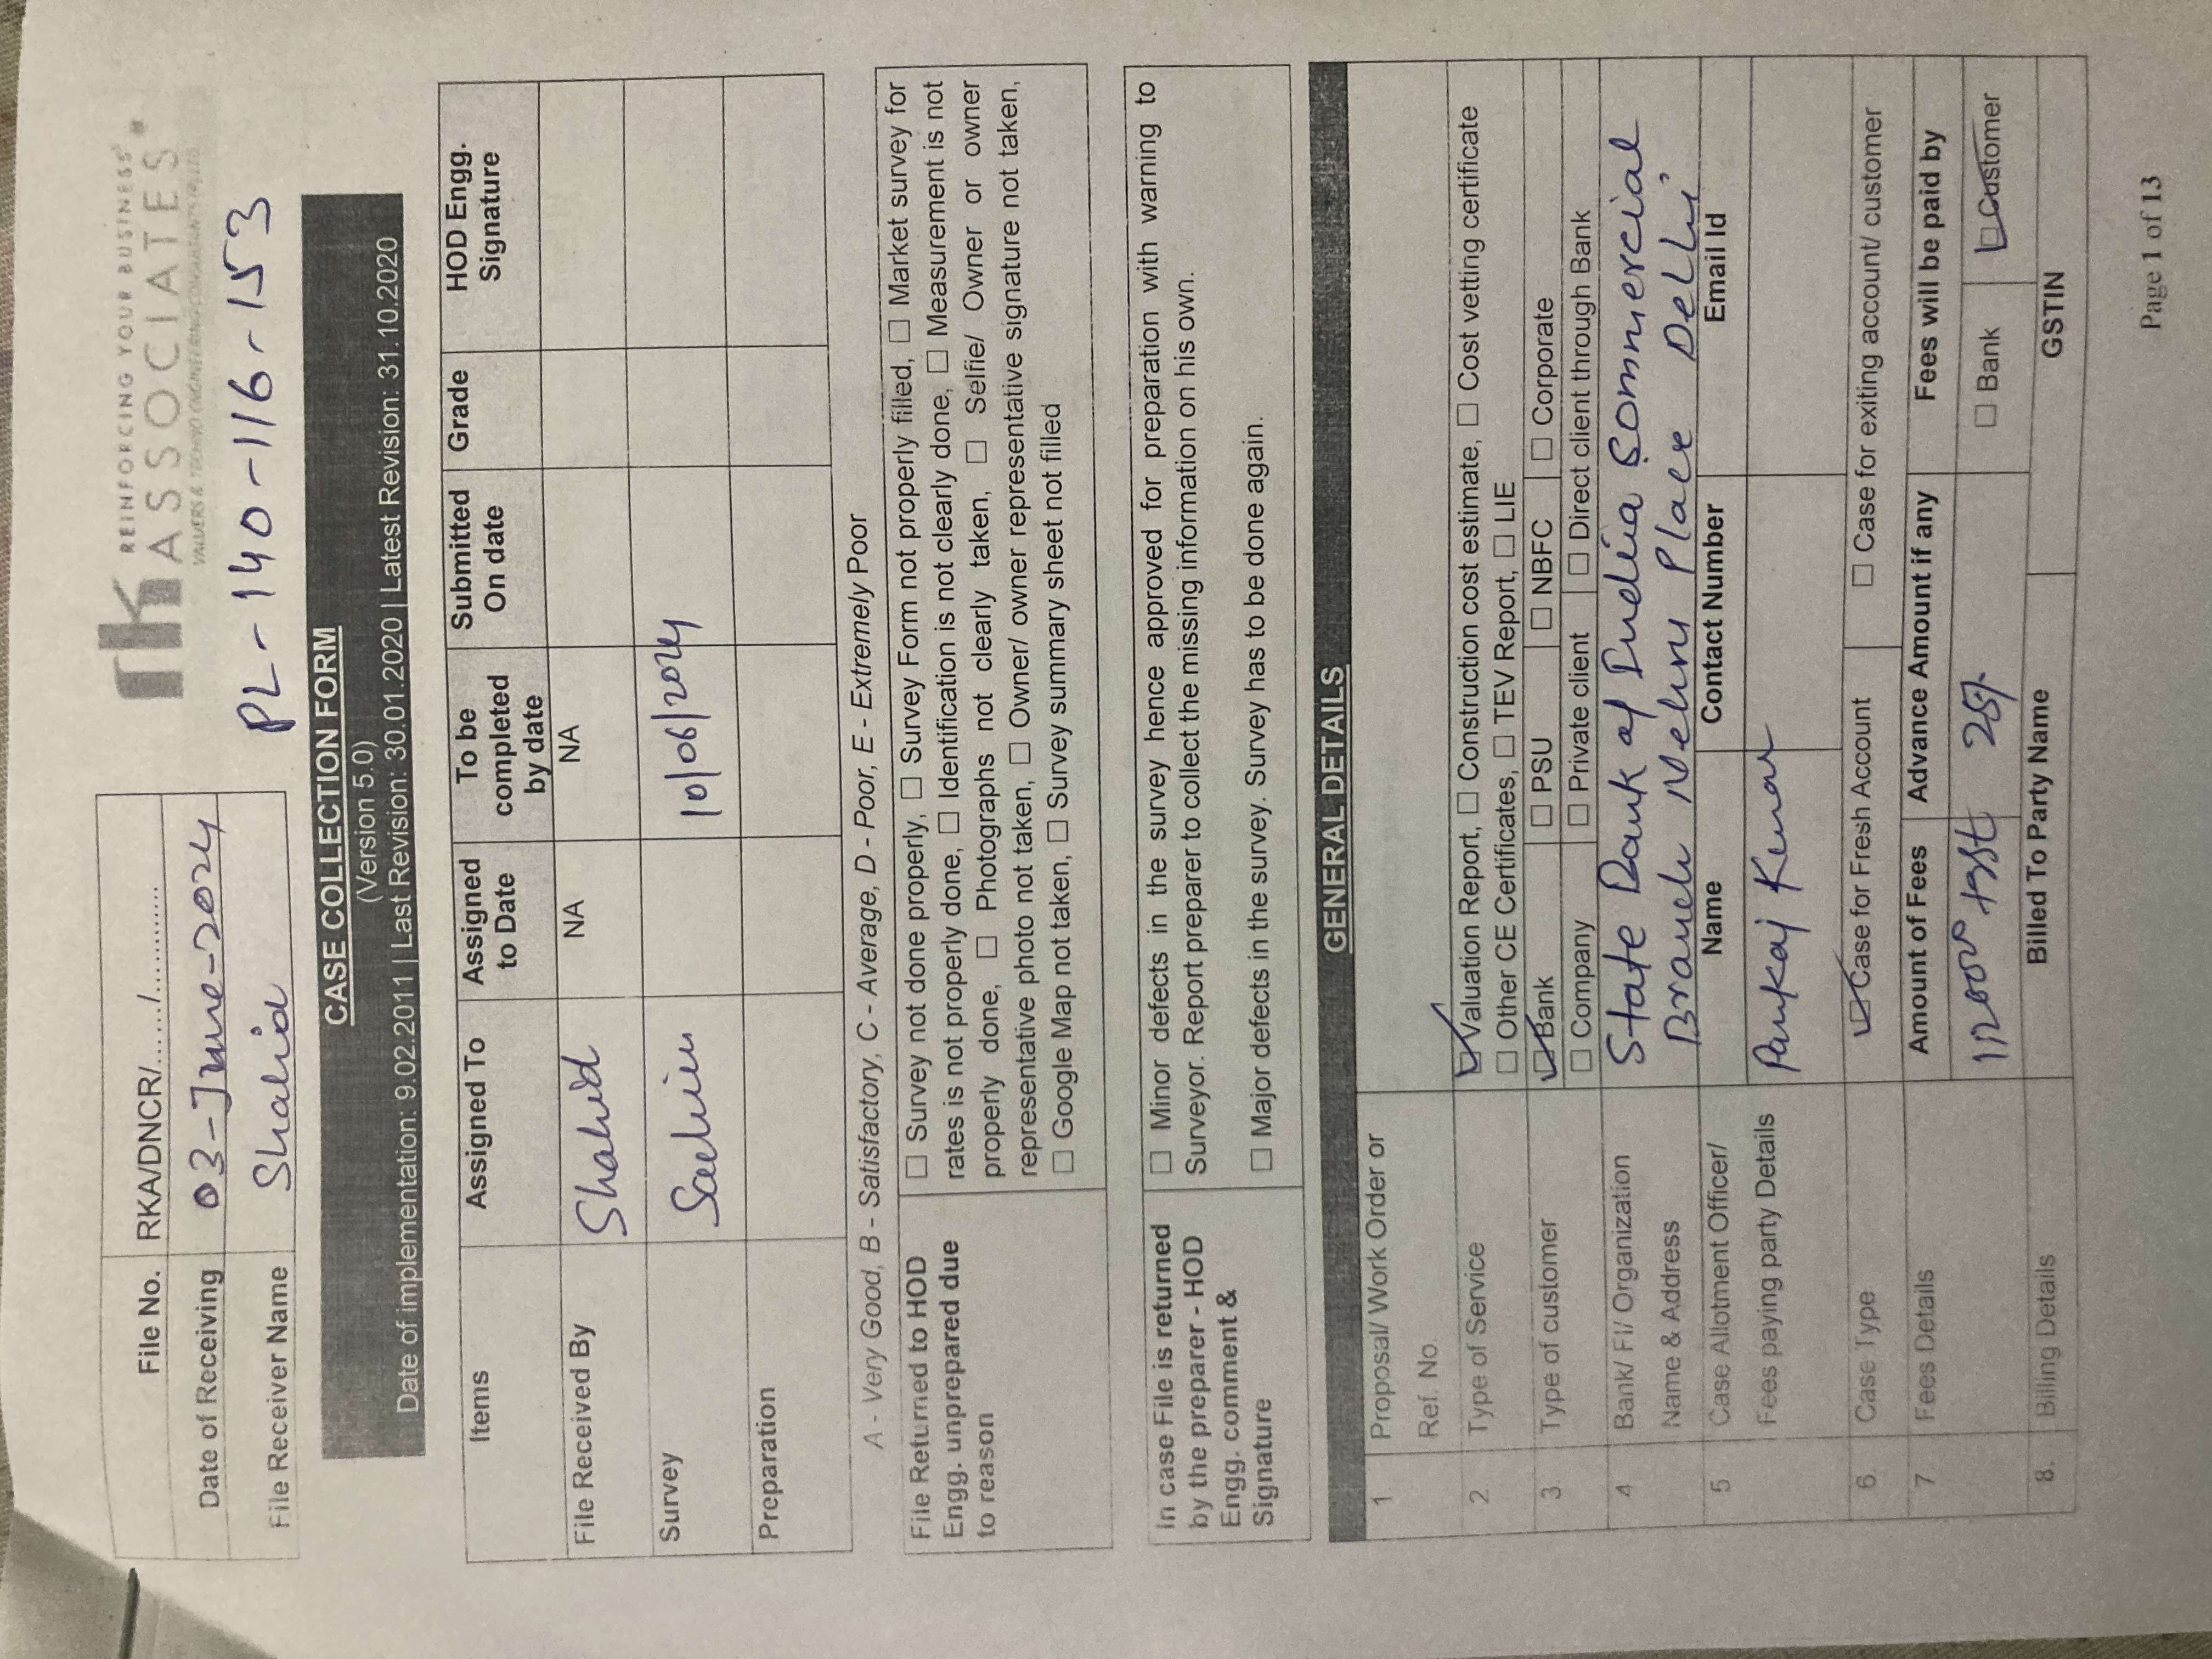 File No. RKA/DNCR/....../............
Date of Receiving 03-June-2024
File Receiver Name Shahid
rk REINFORCING YOUR BUSINESS
ASSOCIATES
VALUERS & TECHNO ENGINEERING CONSULTANTS (P) LTD.
PL-140-116-153
CASE COLLECTION FORM
(Version 5.0)
Date of implementation: 9.02.2011 | Last Revision: 30.01.2020 | Latest Revision: 31.10.2020
Items Assigned To Assigned to Date To be completed by date Submitted On date Grade HOD Engg. Signature
File Received By Shahid NA NA
Survey Sachin 10/06/2024
Preparation
A - Very Good, B - Satisfactory, C - Average, D - Poor, E - Extremely Poor
File Returned to HOD Engg. unprepared due to reason
☐ Survey not done properly, ☐ Survey Form not properly filled, ☐ Market survey for
rates is not properly done, ☐ Identification is not clearly done, ☐ Measurement is not
properly done, ☐ Photographs not clearly taken, ☐ Selfie/ Owner or owner
representative photo not taken, ☐ Owner/ owner representative signature not taken,
☐ Google Map not taken, ☐ Survey summary sheet not filled
In case File is returned by the preparer - HOD Engg. comment & Signature
☐ Minor defects in the survey hence approved for preparation with warning to
Surveyor. Report preparer to collect the missing information on his own.
☐ Major defects in the survey. Survey has to be done again.
GENERAL DETAILS
1 Proposal/ Work Order or
Ref. No.
2 Type of Service ☑ Valuation Report, ☐ Construction cost estimate, ☐ Cost vetting certificate
☐ Other CE Certificates, ☐ TEV Report, ☐ LIE
3 Type of customer ☑ Bank ☐ PSU ☐ NBFC ☐ Corporate
☐ Company ☐ Private client ☐ Direct client through Bank
4 Bank/ FI/ Organization State Bank of India Commercial
Name & Address Branch Nehru Place Delhi
5 Case Allotment Officer/ Name Contact Number Email Id
Fees paying party Details Pankaj Kumar
6. Case Type ☑ Case for Fresh Account ☐ Case for exiting account/ customer
7. Fees Details Amount of Fees Advance Amount if any Fees will be paid by
☐ Bank ☑ Customer
8. Billing Details Billed To Party Name GSTIN
Page 1 of 13